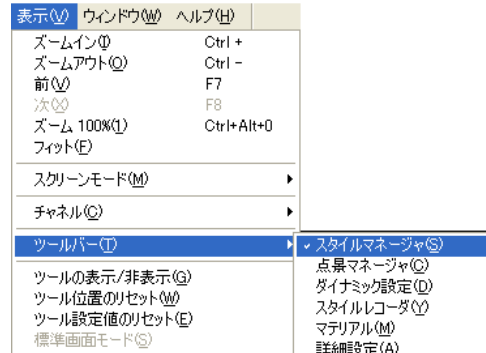 表示(V) ウィンドウ(W) ヘルプ(H)
ズームイン(I) Ctrl +
ズームアウト(O) Ctrl -
前(V) F7
次(X) F8
ズーム 100%(1) Ctrl+Alt+0
フィット(F)
スクリーンモード(M)
チャネル(C)
ツールバー(T)
スタイルマネージャ(S)
点景マネージャ(C)
ツールの表示/非表示(G)
ダイナミック設定(D)
ツール位置のリセット(W)
スタイルレコーダ(Y)
ツール設定値のリセット(E)
マテリアル(M)
標準画面モード(S)
詳細設定(A)